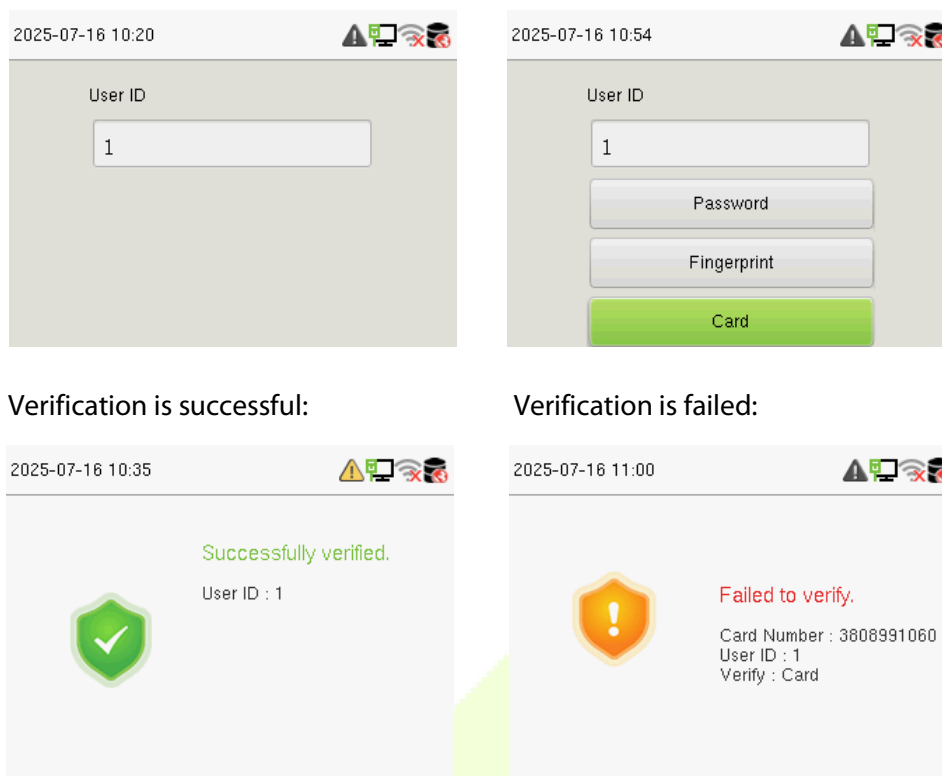 2025-07-16 10:20
User ID
1
2025-07-16 10:54
User ID
1
Password
Fingerprint
Card
Verification is successful:
Verification is failed:
2025-07-16 10:35
Successfully verified.
User ID : 1
2025-07-16 11:00
Failed to verify.
Card Number : 3808991060
User ID : 1
Verify : Card